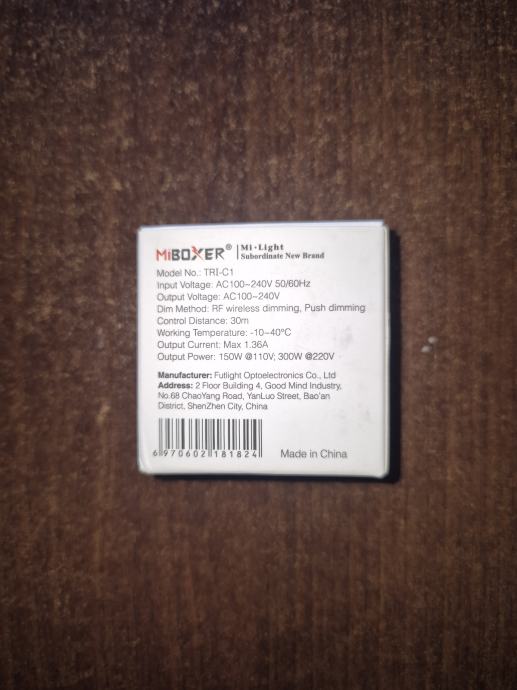 MiBOXER® | Mi·Light
Subordinate New Brand
Model No.: TRI-C1
Input Voltage: AC100~240V 50/60Hz
Output Voltage: AC100~240V
Dim Method: RF wireless dimming, Push dimming
Control Distance: 30m
Working Temperature: -10~40°C
Output Current: Max 1.36A
Output Power: 150W @110V; 300W @220V
Manufacturer: Futlight Optoelectronics Co., Ltd
Address: 2 Floor Building 4, Good Mind Industry,
No.68 ChaoYang Road, YanLuo Street, Bao'an
District, ShenZhen City, China
6 970602 181824
Made in China